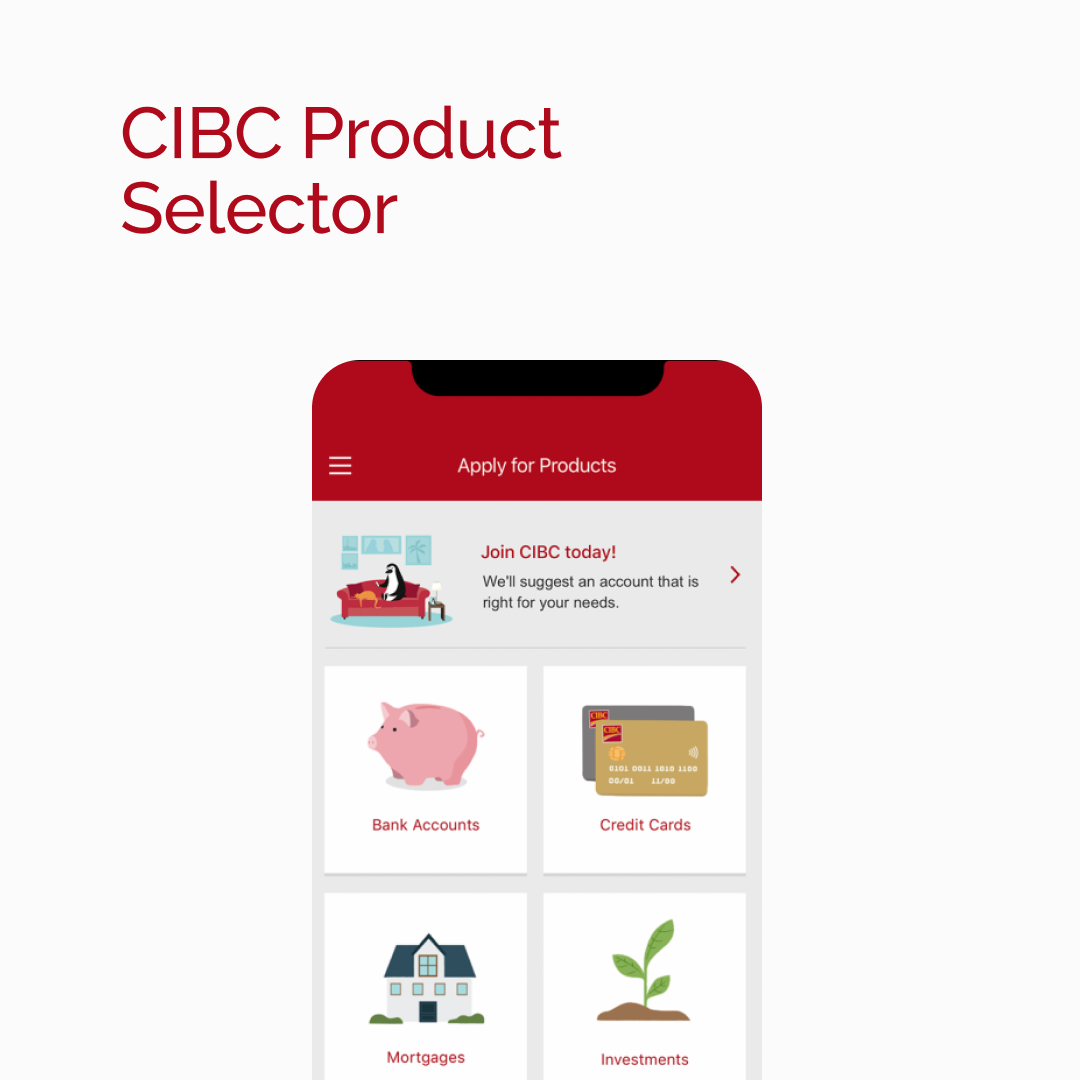 CIBC Product
Selector
Apply for Products
Join CIBC today!
We'll suggest an account that is
right for your needs.
Bank Accounts
CIBC
CIBC
6101 0011 1010 1100
00/01 11/00
Credit Cards
Mortgages
Investments